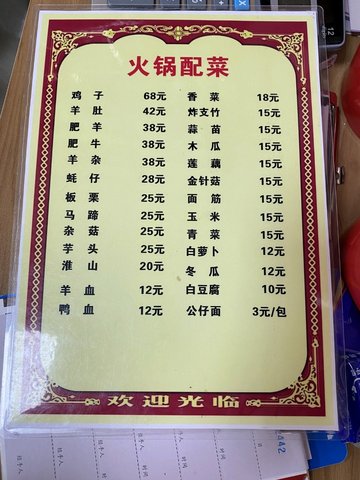 火锅配菜
鸡子 68元 香菜 18元
羊肚 42元 炸支竹 15元
肥羊 38元 蒜苗 15元
肥牛 38元 木瓜 15元
羊杂 38元 莲藕 15元
蚝仔 28元 金针菇 15元
板栗 25元 面筋 15元
马蹄 25元 玉米 15元
杂菇 25元 青菜 15元
芋头 25元 白萝卜 12元
淮山 20元 冬瓜 12元
羊血 12元 白豆腐 10元
鸭血 12元 公仔面 3元/包
欢迎光临